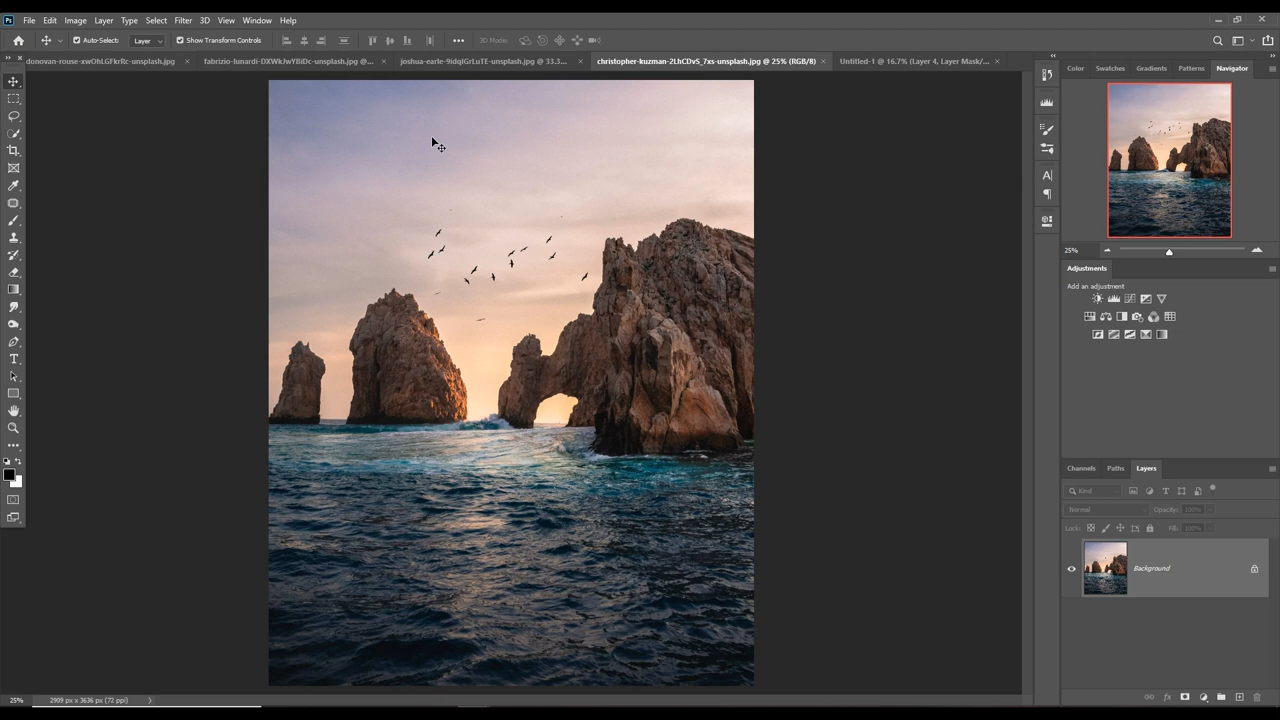 Ps File Edit Image Layer Type Select Filter 3D View Window Help
Auto-Select: Layer Show Transform Controls 3D Mode:
donovan-rouse-xwOhLGFkrRc-unsplash.jpg fabrizio-lunardi-DXWkJwYBiDc-unsplash.jpg @... joshua-earle-9idqIGrLuTE-unsplash.jpg @ 33.3... christopher-kuzman-2LhCDvS_7xs-unsplash.jpg @ 25% (RGB/8) Untitled-1 @ 16.7% (Layer 4, Layer Mask/...
Color Swatches Gradients Patterns Navigator
25%
Adjustments
Add an adjustment
Channels Paths Layers
Kind
Normal Opacity: 100%
Lock: Fill: 100%
Background
25% 2909 px x 3636 px (72 ppi)